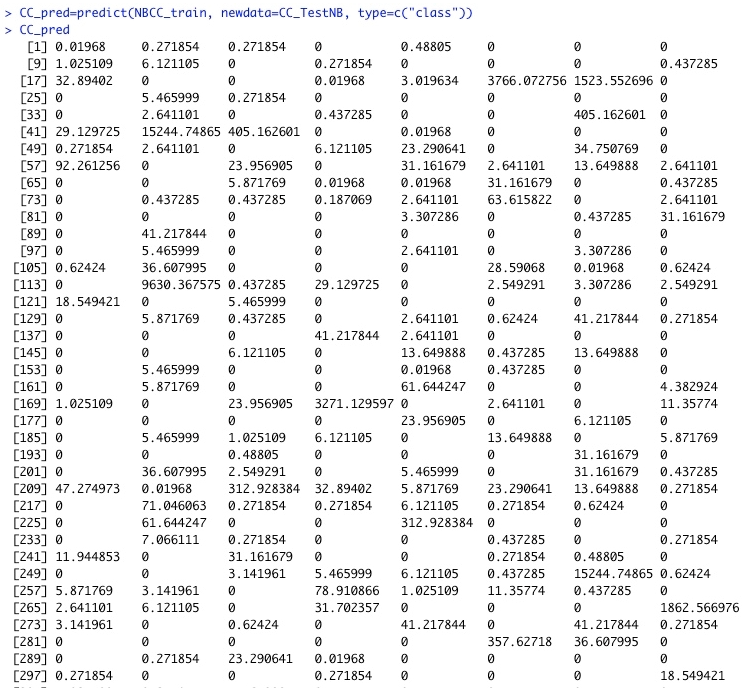 > CC_pred=predict(NBCC_train, newdata=CC_TestNB, type=c("class"))
> CC_pred
[1] 0.01968 0.271854 0.271854 0 0.48805 0 0 0
[9] 1.025109 6.121105 0 0.271854 0 0 0 0.437285
[17] 32.89402 0 0 0.01968 3.019634 3766.072756 1523.552696 0
[25] 0 5.465999 0.271854 0 0 0 0 0
[33] 0 2.641101 0 0.437285 0 0 405.162601 0
[41] 29.129725 15244.74865 405.162601 0 0.01968 0 0 0
[49] 0.271854 2.641101 0 6.121105 23.290641 0 34.750769 0
[57] 92.261256 0 23.956905 0 31.161679 2.641101 13.649888 2.641101
[65] 0 0 5.871769 0.01968 0.01968 31.161679 0 0.437285
[73] 0 0.437285 0.437285 0.187069 2.641101 63.615822 0 2.641101
[81] 0 0 0 0 3.307286 0 0.437285 31.161679
[89] 0 41.217844 0 0 0 0 0 0
[97] 0 5.465999 0 0 2.641101 0 3.307286 0
[105] 0.62424 36.607995 0 0 0 28.59068 0.01968 0.62424
[113] 0 9630.367575 0.437285 29.129725 0 2.549291 3.307286 2.549291
[121] 18.549421 0 5.465999 0 0 0 0 0
[129] 0 5.871769 0.437285 0 2.641101 0.62424 41.217844 0.271854
[137] 0 0 0 41.217844 2.641101 0 0 0
[145] 0 0 6.121105 0 13.649888 0.437285 13.649888 0
[153] 0 5.465999 0 0 0.01968 0.437285 0 0
[161] 0 5.871769 0 0 61.644247 0 0 4.382924
[169] 1.025109 0 23.956905 3271.129597 0 2.641101 0 11.35774
[177] 0 0 0 0 23.956905 0 6.121105 0
[185] 0 5.465999 1.025109 6.121105 0 13.649888 0 5.871769
[193] 0 0 0.48805 0 0 0 31.161679 0
[201] 0 36.607995 2.549291 0 5.465999 0 31.161679 0.437285
[209] 47.274973 0.01968 312.928384 32.89402 5.871769 23.290641 13.649888 0.271854
[217] 0 71.046063 0.271854 0.271854 6.121105 0.271854 0.62424 0
[225] 0 61.644247 0 0 312.928384 0 0 0
[233] 0 7.066111 0.271854 0 0 0.437285 0 0.271854
[241] 11.944853 0 31.161679 0 0 0.271854 0.48805 0
[249] 0 0 3.141961 5.465999 6.121105 0.437285 15244.74865 0.62424
[257] 5.871769 3.141961 0 78.910866 1.025109 11.35774 0.437285 0
[265] 2.641101 6.121105 0 31.702357 0 0 0 1862.566976
[273] 3.141961 0 0.62424 0 41.217844 0 41.217844 0.271854
[281] 0 0 0 0 0 357.62718 36.607995 0
[289] 0 0.271854 23.290641 0.01968 0 0 0 0
[297] 0.271854 0 0 0.271854 0 0 0 18.549421